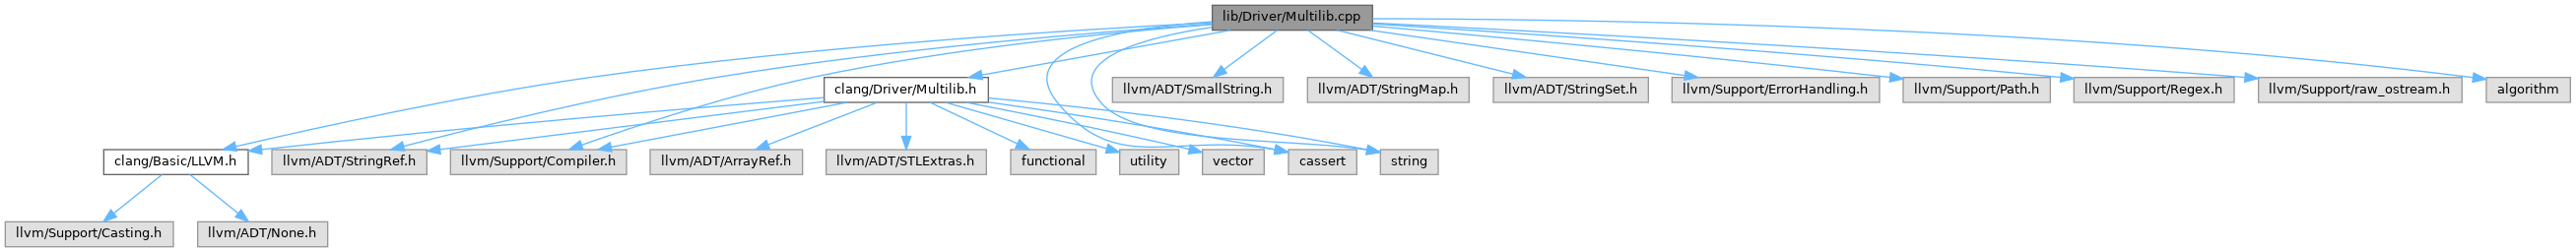 lib/Driver/Multilib.cpp
clang/Driver/Multilib.h
llvm/ADT/SmallString.h
llvm/ADT/StringMap.h
llvm/ADT/StringSet.h
llvm/Support/ErrorHandling.h
llvm/Support/Path.h
llvm/Support/Regex.h
llvm/Support/raw_ostream.h
algorithm
clang/Basic/LLVM.h
llvm/ADT/StringRef.h
llvm/Support/Compiler.h
llvm/ADT/ArrayRef.h
llvm/ADT/STLExtras.h
functional
utility
vector
cassert
string
llvm/Support/Casting.h
llvm/ADT/None.h